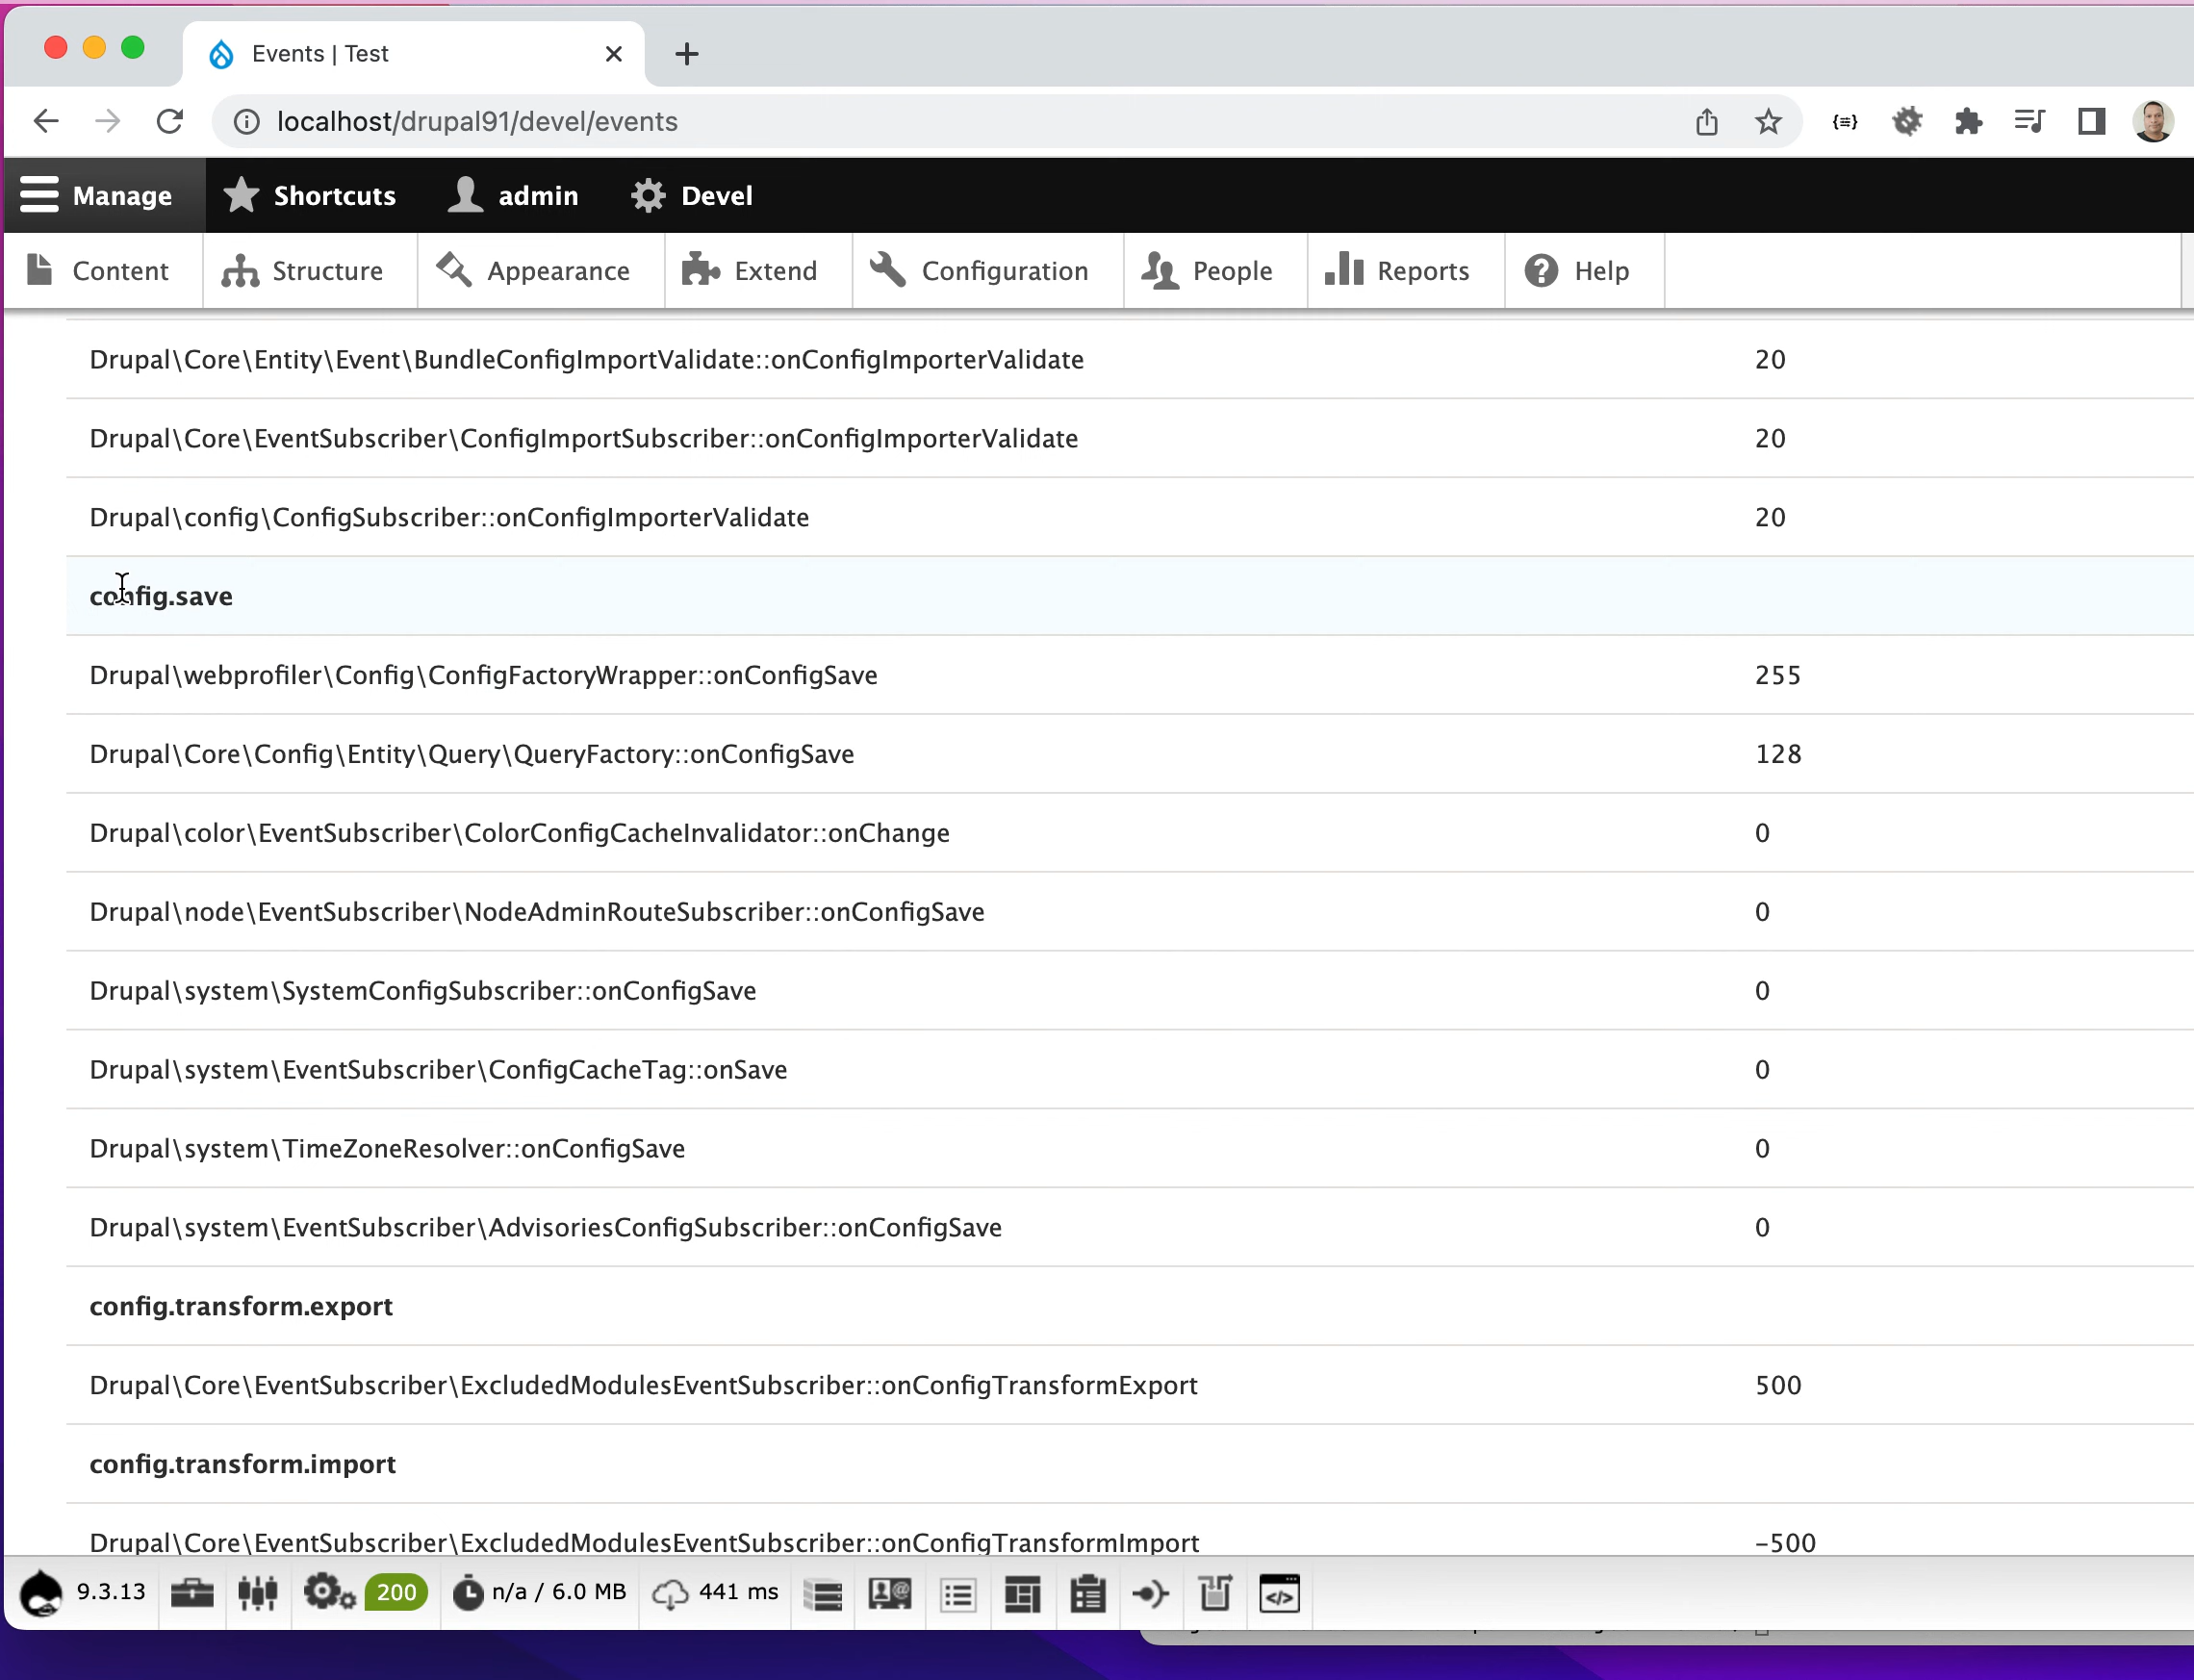 Events | Test
localhost/drupal91/devel/events
Manage Shortcuts admin Devel
Content Structure Appearance Extend Configuration People Reports Help
Drupal\Core\Entity\Event\BundleConfigImportValidate::onConfigImporterValidate 20
Drupal\Core\EventSubscriber\ConfigImportSubscriber::onConfigImporterValidate 20
Drupal\config\ConfigSubscriber::onConfigImporterValidate 20
config.save
Drupal\webprofiler\Config\ConfigFactoryWrapper::onConfigSave 255
Drupal\Core\Config\Entity\Query\QueryFactory::onConfigSave 128
Drupal\color\EventSubscriber\ColorConfigCacheInvalidator::onChange 0
Drupal\node\EventSubscriber\NodeAdminRouteSubscriber::onConfigSave 0
Drupal\system\SystemConfigSubscriber::onConfigSave 0
Drupal\system\EventSubscriber\ConfigCacheTag::onSave 0
Drupal\system\TimeZoneResolver::onConfigSave 0
Drupal\system\EventSubscriber\AdvisoriesConfigSubscriber::onConfigSave 0
config.transform.export
Drupal\Core\EventSubscriber\ExcludedModulesEventSubscriber::onConfigTransformExport 500
config.transform.import
Drupal\Core\EventSubscriber\ExcludedModulesEventSubscriber::onConfigTransformImport -500
9.3.13 200 n/a / 6.0 MB 441 ms